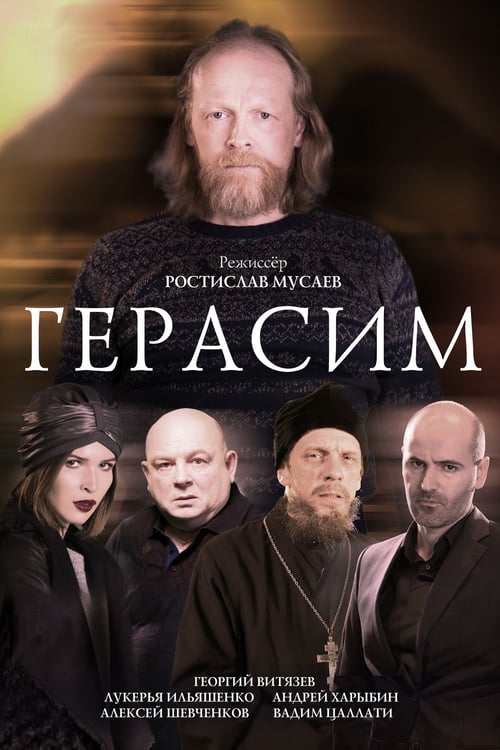 Режиссёр
РОСТИСЛАВ МУСАЕВ
ГЕРАСИМ
ГЕОРГИЙ ВИТЯЗЕВ
ЛУКЕРЬЯ ИЛЬЯШЕНКО АНДРЕЙ ХАРЫБИН
АЛЕКСЕЙ ШЕВЧЕНКОВ ВАДИМ ЦАЛЛАТИ